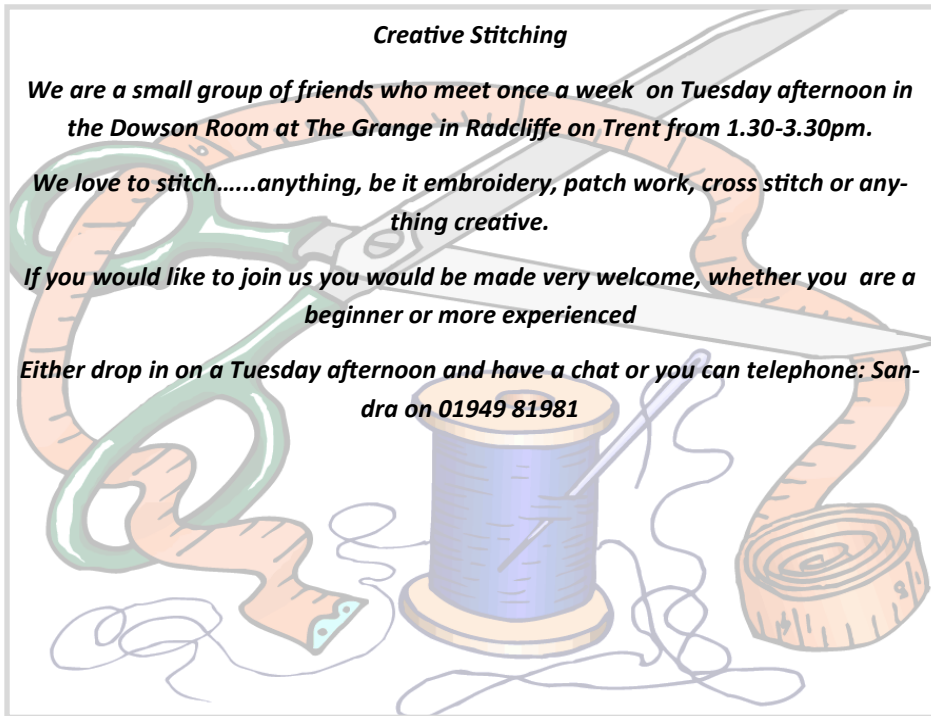 Creative Stitching
We are a small group of friends who meet once a week  on Tuesday afternoon in
the Dowson Room at The Grange in Radcliffe on Trent from 1.30-3.30pm.
We love to stitch......anything, be it embroidery, patch work, cross stitch or any-
thing creative.
If you would like to join us you would be made very welcome, whether you  are a
beginner or more experienced
Either drop in on a Tuesday afternoon and have a chat or you can telephone: San-
dra on 01949 81981